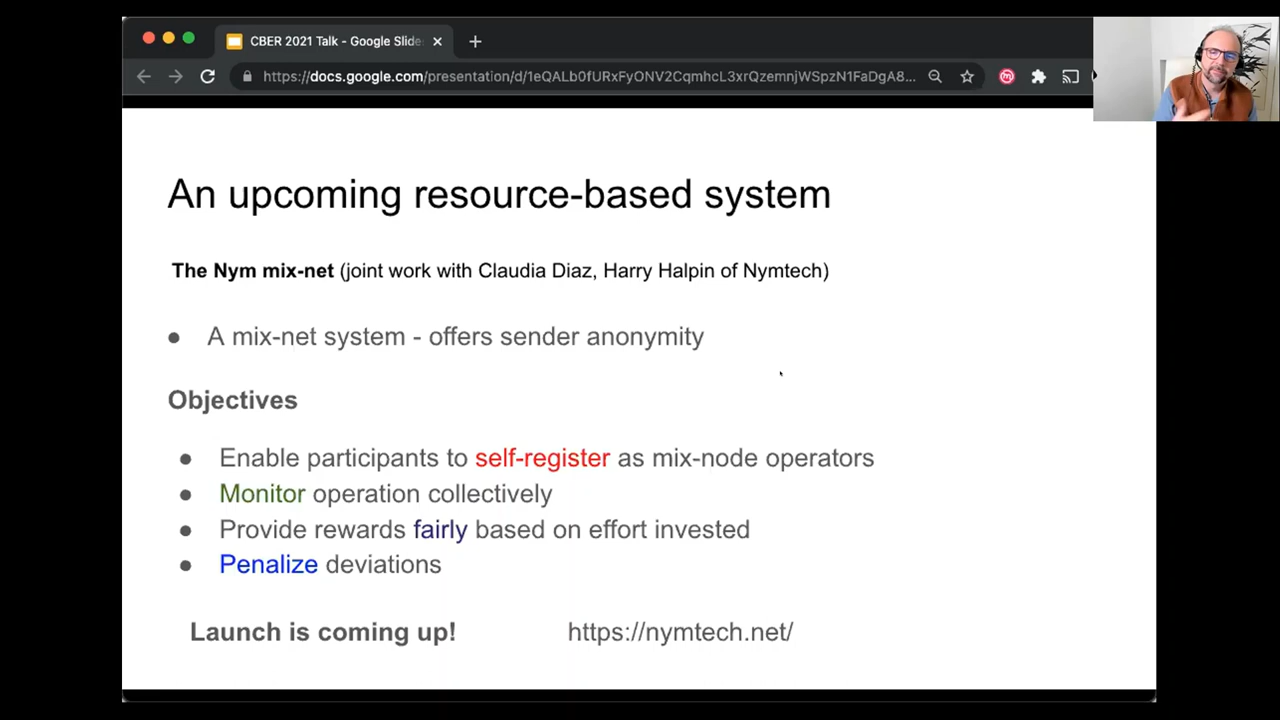 CBER 2021 Talk - Google Slide
https://docs.google.com/presentation/d/1eQALb0fURxFyONV2CqmhcL3xrQzemnjWSpzN1FaDgA8...
An upcoming resource-based system
The Nym mix-net (joint work with Claudia Diaz, Harry Halpin of Nymtech)
● A mix-net system - offers sender anonymity
Objectives
● Enable participants to self-register as mix-node operators
● Monitor operation collectively
● Provide rewards fairly based on effort invested
● Penalize deviations
Launch is coming up! https://nymtech.net/